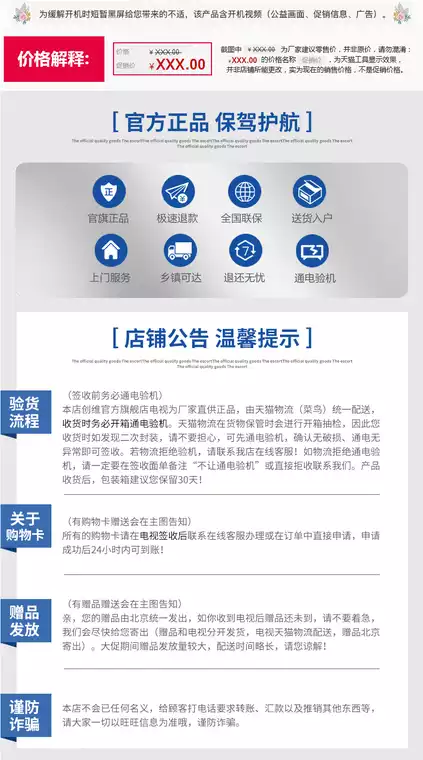 为缓解开机时短暂黑屏给您带来的不适，该产品含开机视频（公益画面、促销信息、广告）。
价格解释:
价格 ￥XXX.00
促销价 ￥XXX.00
截图中 ￥XXX.00 为厂家建议零售价，并非原价，请勿混淆；
￥XXX.00 的价格名称 促销价 ，为天猫工具显示效果，
并非店铺所能更改，实为现在的销售价格，不是促销价格。
[ 官方正品 保驾护航 ]
The official quality goods The escortThe official quality goods The escortThe official quality goods The escort
The official quality goods The escort
官旗正品 极速退款 全国联保 送货入户
上门服务 乡镇可达 退还无忧 通电验机
[ 店铺公告 温馨提示 ]
The official quality goods The escortThe official quality goods The escortThe official quality goods The escort
The official quality goods The escort
验货
流程
（签收前务必通电验机）
本店创维官方旗舰店电视为厂家直供正品，由天猫物流（菜鸟）统一配送，
收货时务必开箱通电验机。天猫物流在货物保管时会进行开箱抽检，因此您
收货时如发现二次封装，请不要担心，可先通电验机，确认无破损、通电无
异常即可签收。若物流拒绝验机，请联系我店在线客服！如物流拒绝通电验
机，请一定要在签收面单备注“不让通电验机”或直接拒收联系我们。产品
收货后，包装箱建议您保留30天！
关于
购物卡
（有购物卡赠送会在主图告知）
所有的购物卡请在电视签收后联系在线客服办理或在订单中直接申请，申请
成功后24小时内可到账！
赠品
发放
（有赠品赠送会在主图告知）
亲，您的赠品由北京统一发出，如你收到电视后赠品还未到，请不要着急，
我们会尽快给您寄出（赠品和电视分开发货，电视天猫物流配送，赠品北京
寄出）。大促期间赠品发放量较大，配送时间略长，请您谅解！
谨防
诈骗
本店不会已任何名义，给顾客打电话要求转账、汇款以及推销其他东西等，
请大家一切以旺旺信息为准哦，谨防诈骗。